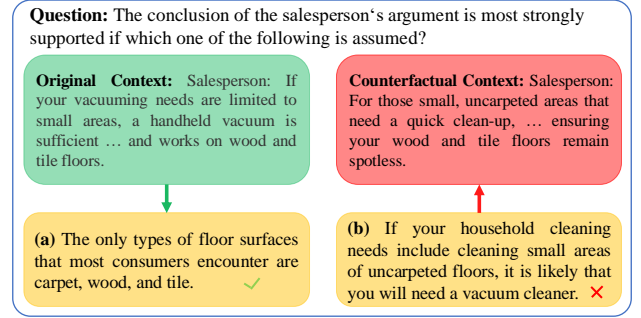 Question: The conclusion of the salesperson‘s argument is most strongly
supported if which one of the following is assumed?
Original Context: Salesperson: If
your vacuuming needs are limited to
small areas, a handheld vacuum is
sufficient … and works on wood and
tile floors.
Counterfactual Context: Salesperson:
For those small, uncarpeted areas that
need a quick clean-up, … ensuring
your wood and tile floors remain
spotless.
(a) The only types of floor surfaces
that most consumers encounter are
carpet, wood, and tile.
(b) If your household cleaning
needs include cleaning small areas
of uncarpeted floors, it is likely that
you will need a vacuum cleaner.